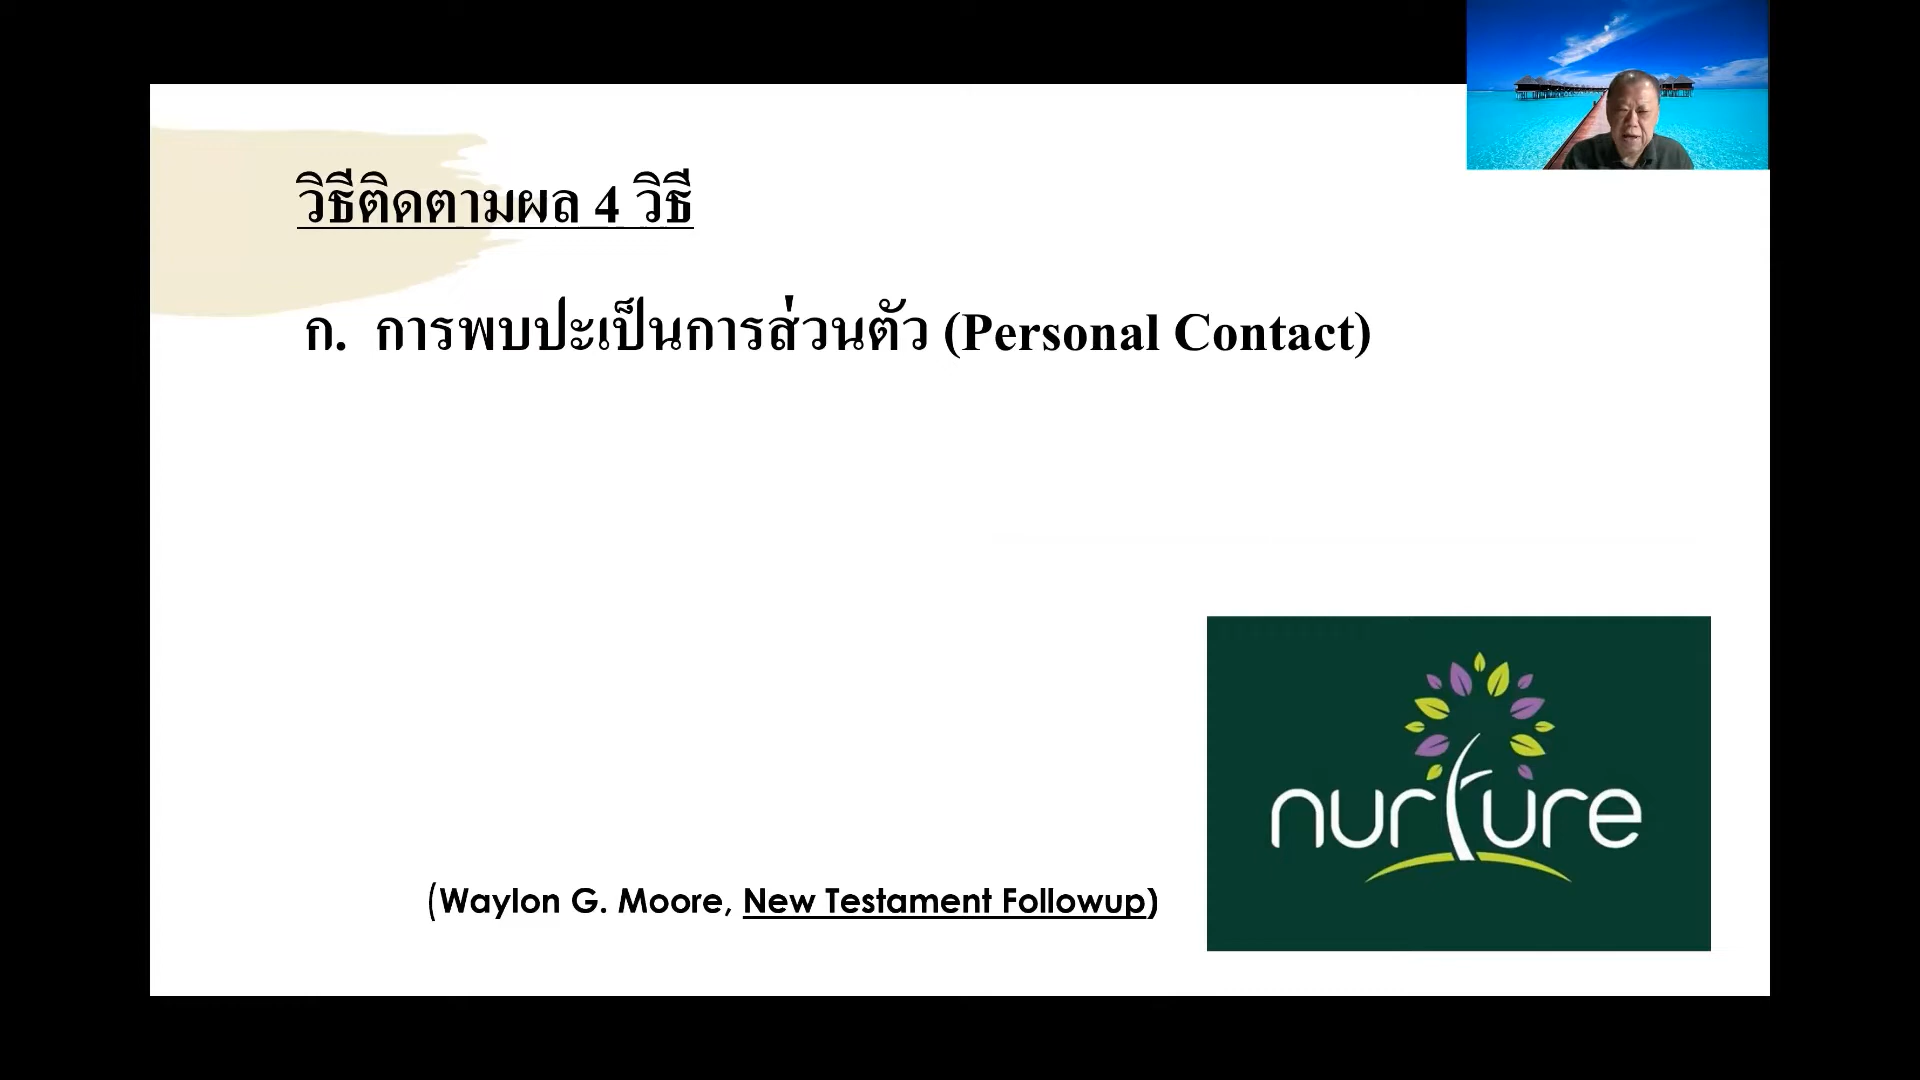 วิธีติดตามผล 4 วิธี
ก. การพบปะเป็นการส่วนตัว (Personal Contact)
nurture
(Waylon G. Moore, New Testament Followup)